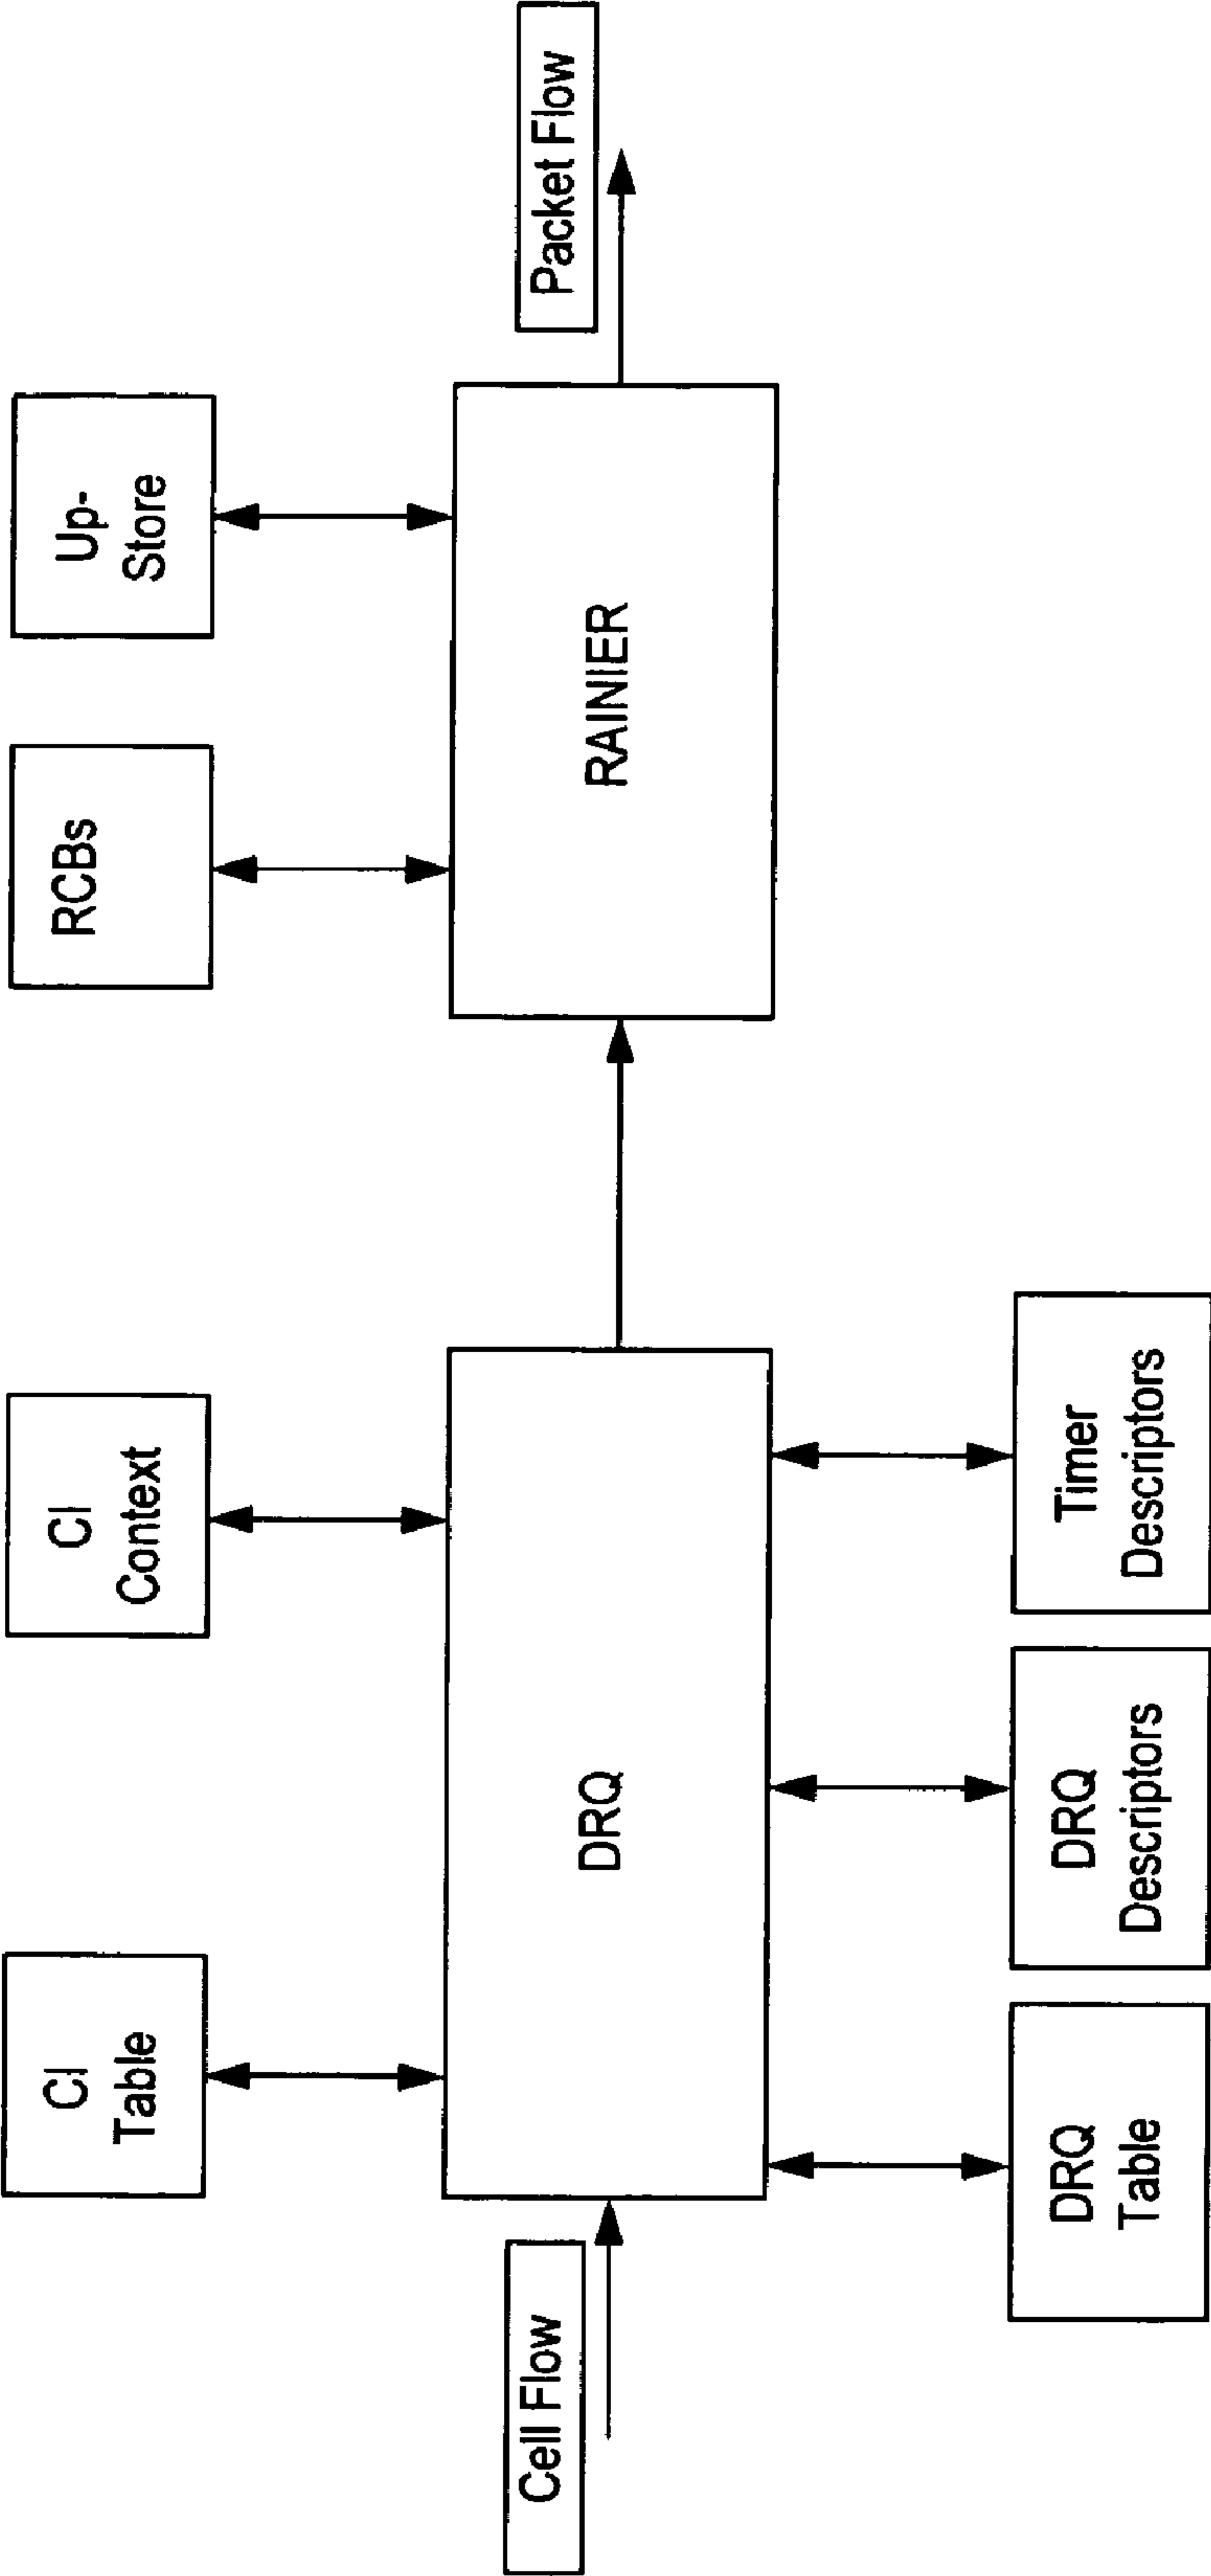 CI
Table
CI
Context
RCBs
Up-
Store
Cell Flow
DRQ
RAINIER
Packet Flow
DRQ
Table
DRQ
Descriptors
Timer
Descriptors